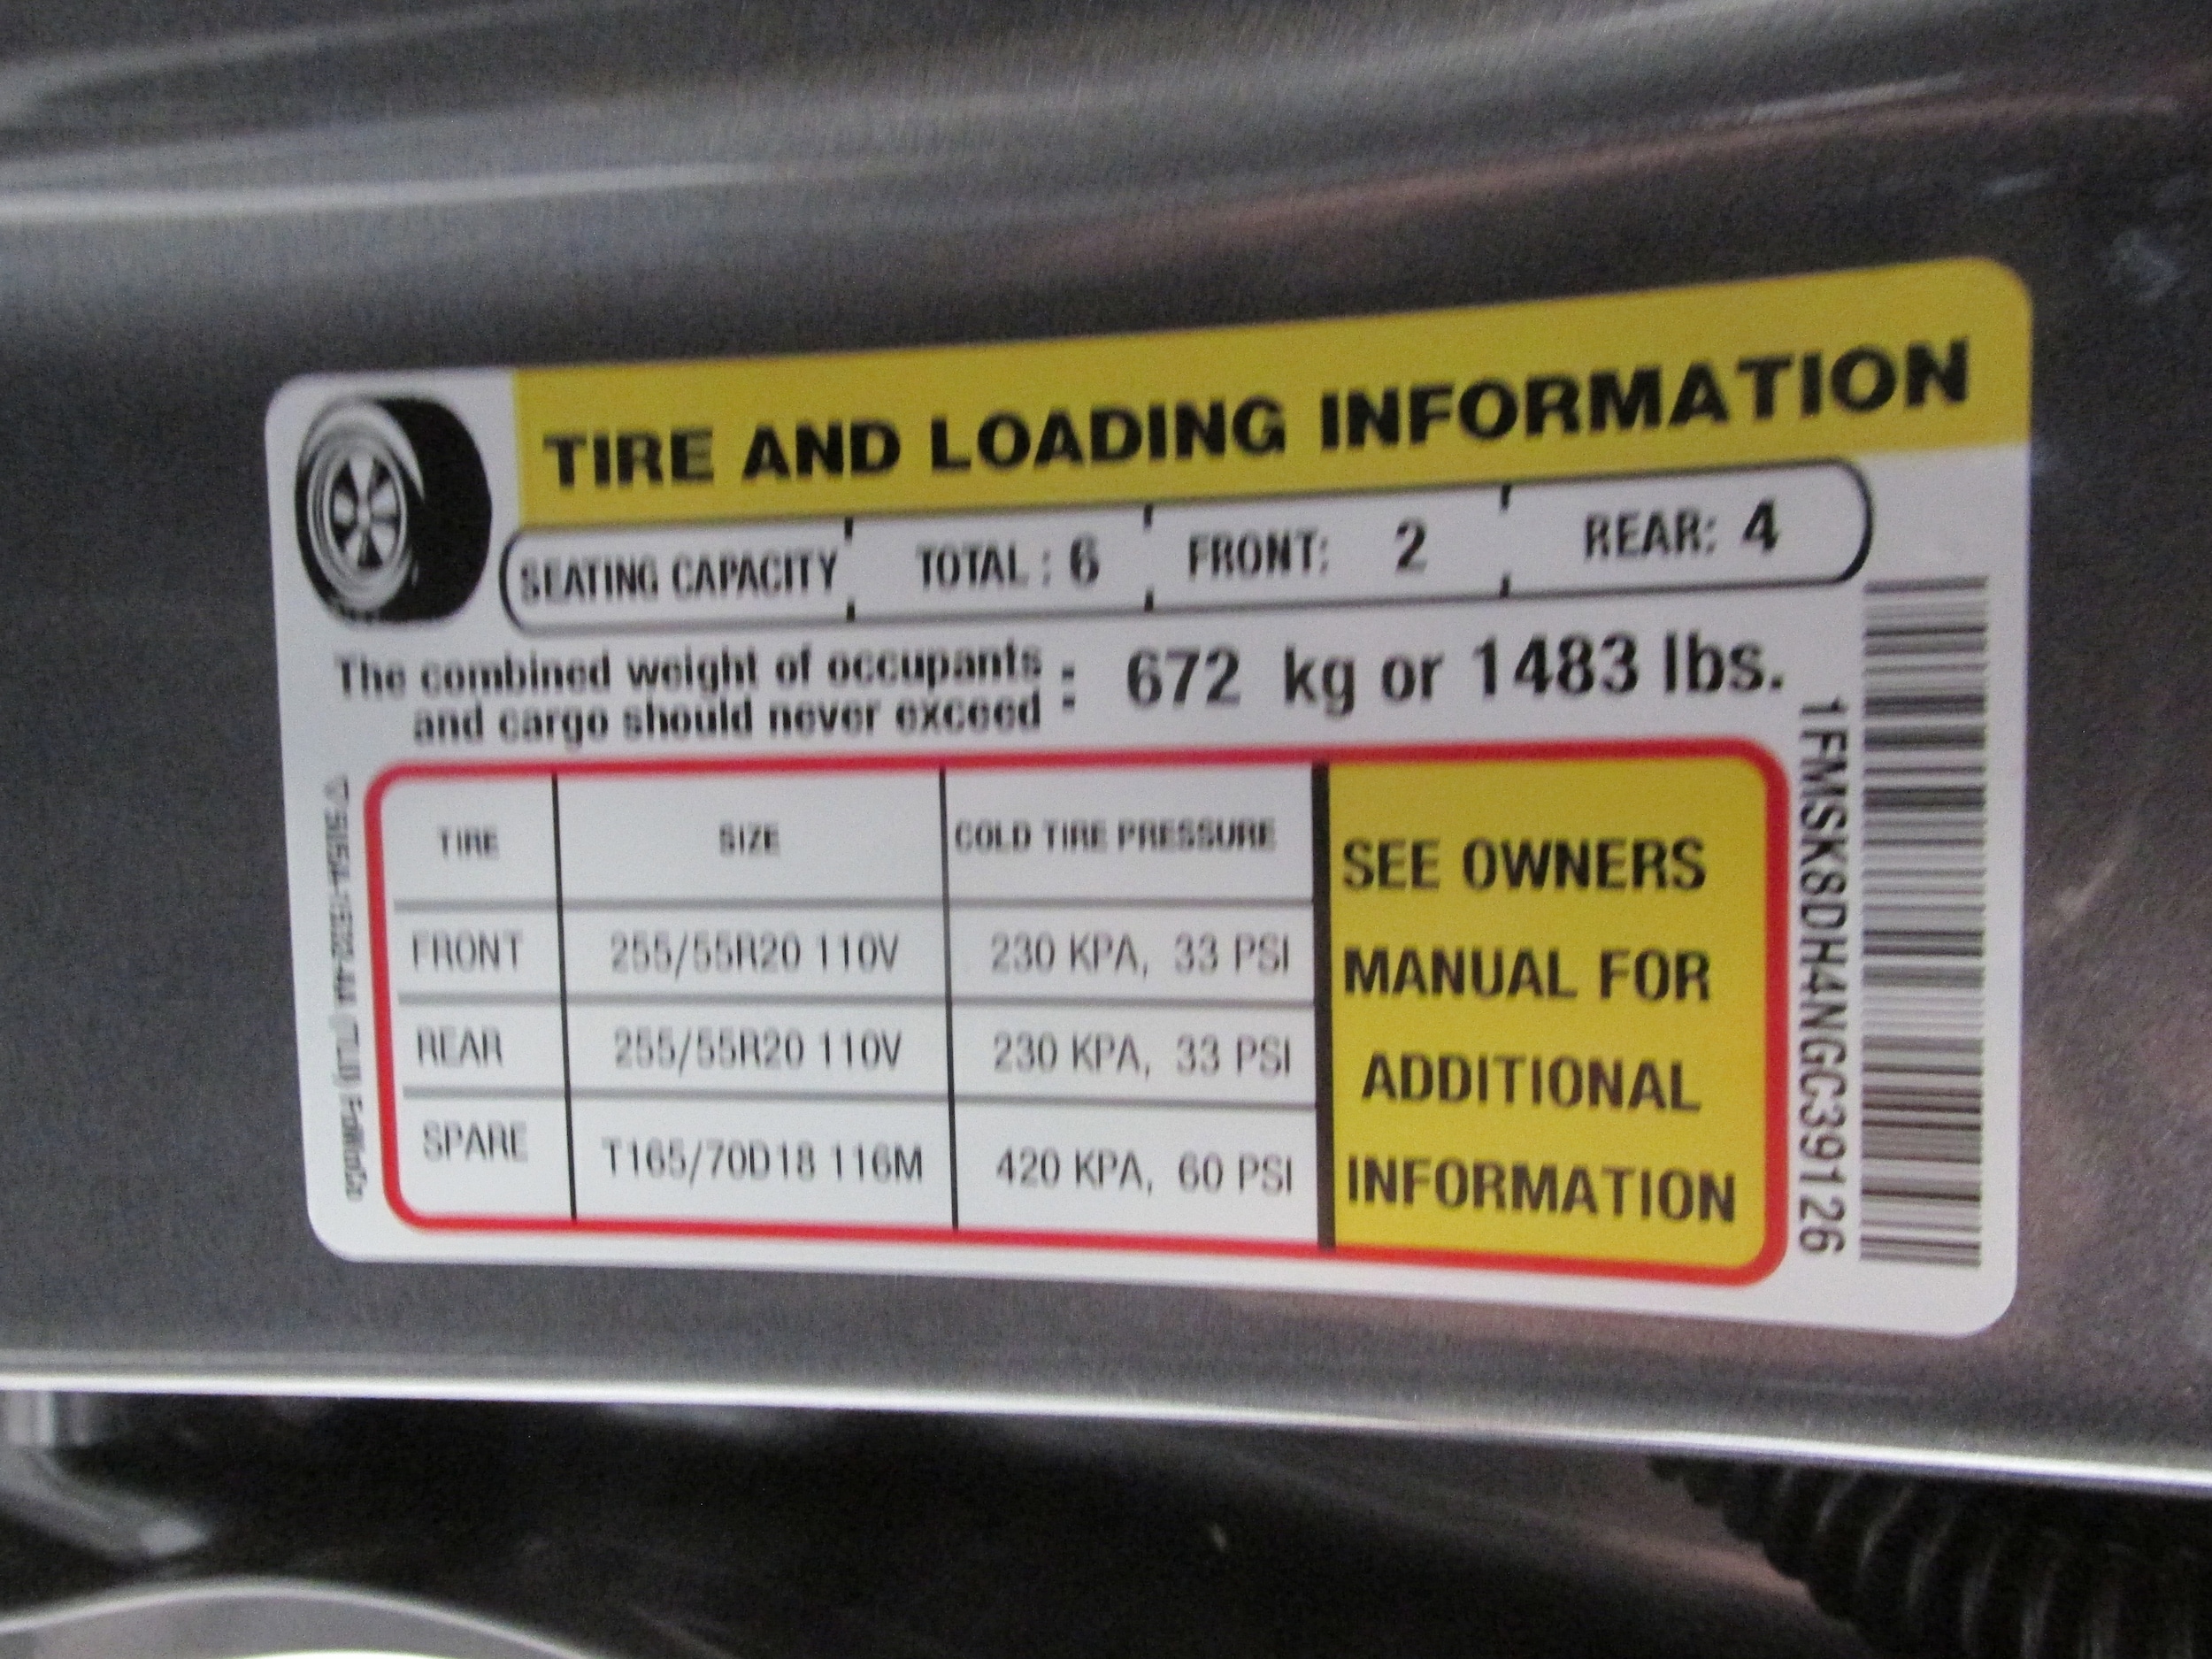 TIRE AND LOADING INFORMATION
SEATING CAPACITY TOTAL : 6 FRONT: 2 REAR: 4
The combined weight of occupants : 672 kg or 1483 lbs.
and cargo should never exceed :
TIRE SIZE COLD TIRE PRESSURE
FRONT 255/55R20 110V 230 KPA, 33 PSI
REAR 255/55R20 110V 230 KPA, 33 PSI
SPARE T165/70D18 116M 420 KPA, 60 PSI
SEE OWNERS
MANUAL FOR
ADDITIONAL
INFORMATION
1FMSK8DH4NGC39126